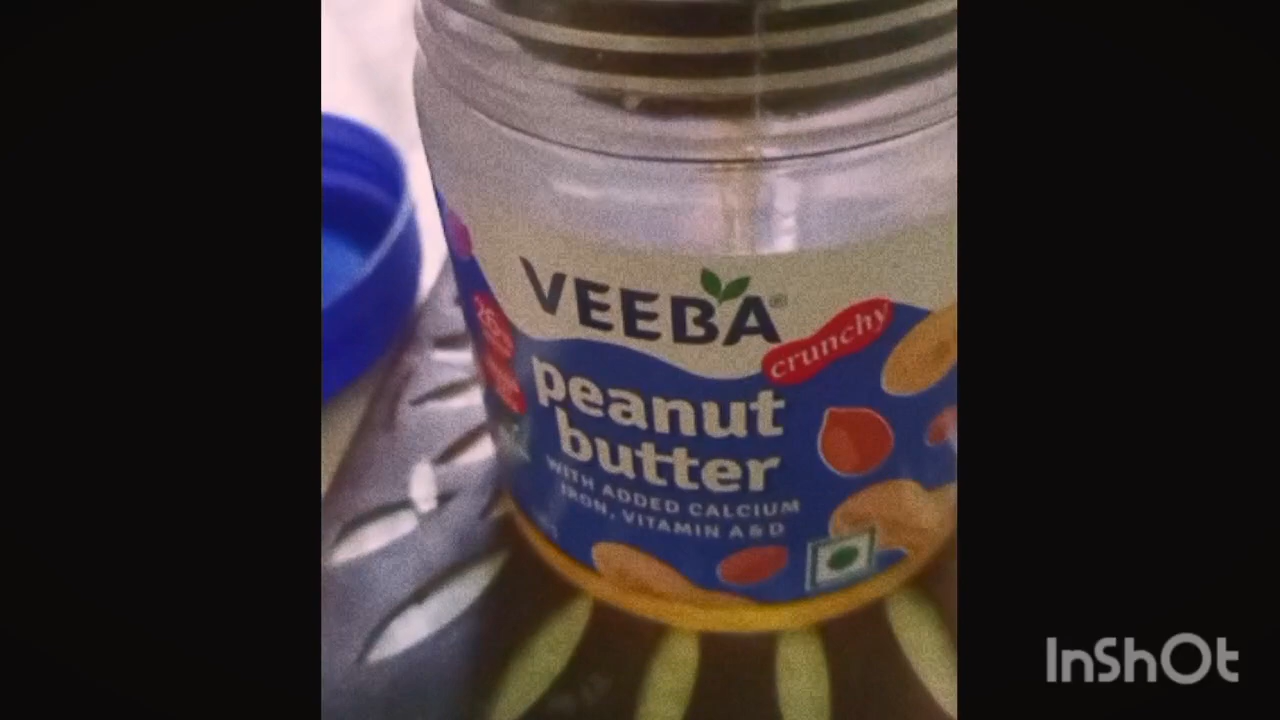 VEEBA
crunchy
peanut
butter
WITH ADDED CALCIUM
IRON, VITAMIN A & D
InShOt